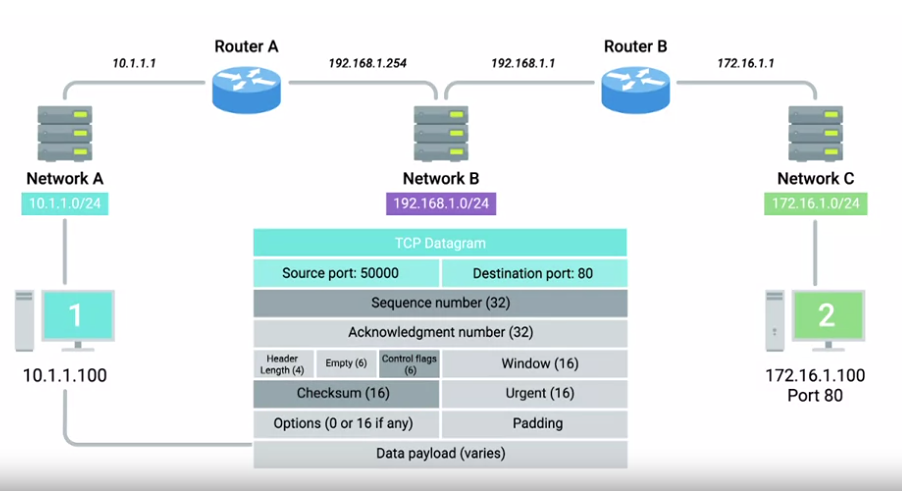 Router A
Router B
10.1.1.1
192.168.1.254
192.168.1.1
172.16.1.1
Network A
Network B
Network C
10.1.1.0/24
192.168.1.0/24
172.16.1.0/24
TCP Datagram
Source port: 50000
Destination port: 80
Sequence number (32)
1
2
Acknowledgment number (32)
Header
Length (4)
Empty (6)
Control flags
(6)
Window (16)
10.1.1.100
172.16.1.100
Port 80
Checksum (16)
Urgent (16)
Options (0 or 16 if any)
Padding
Data payload (varies)